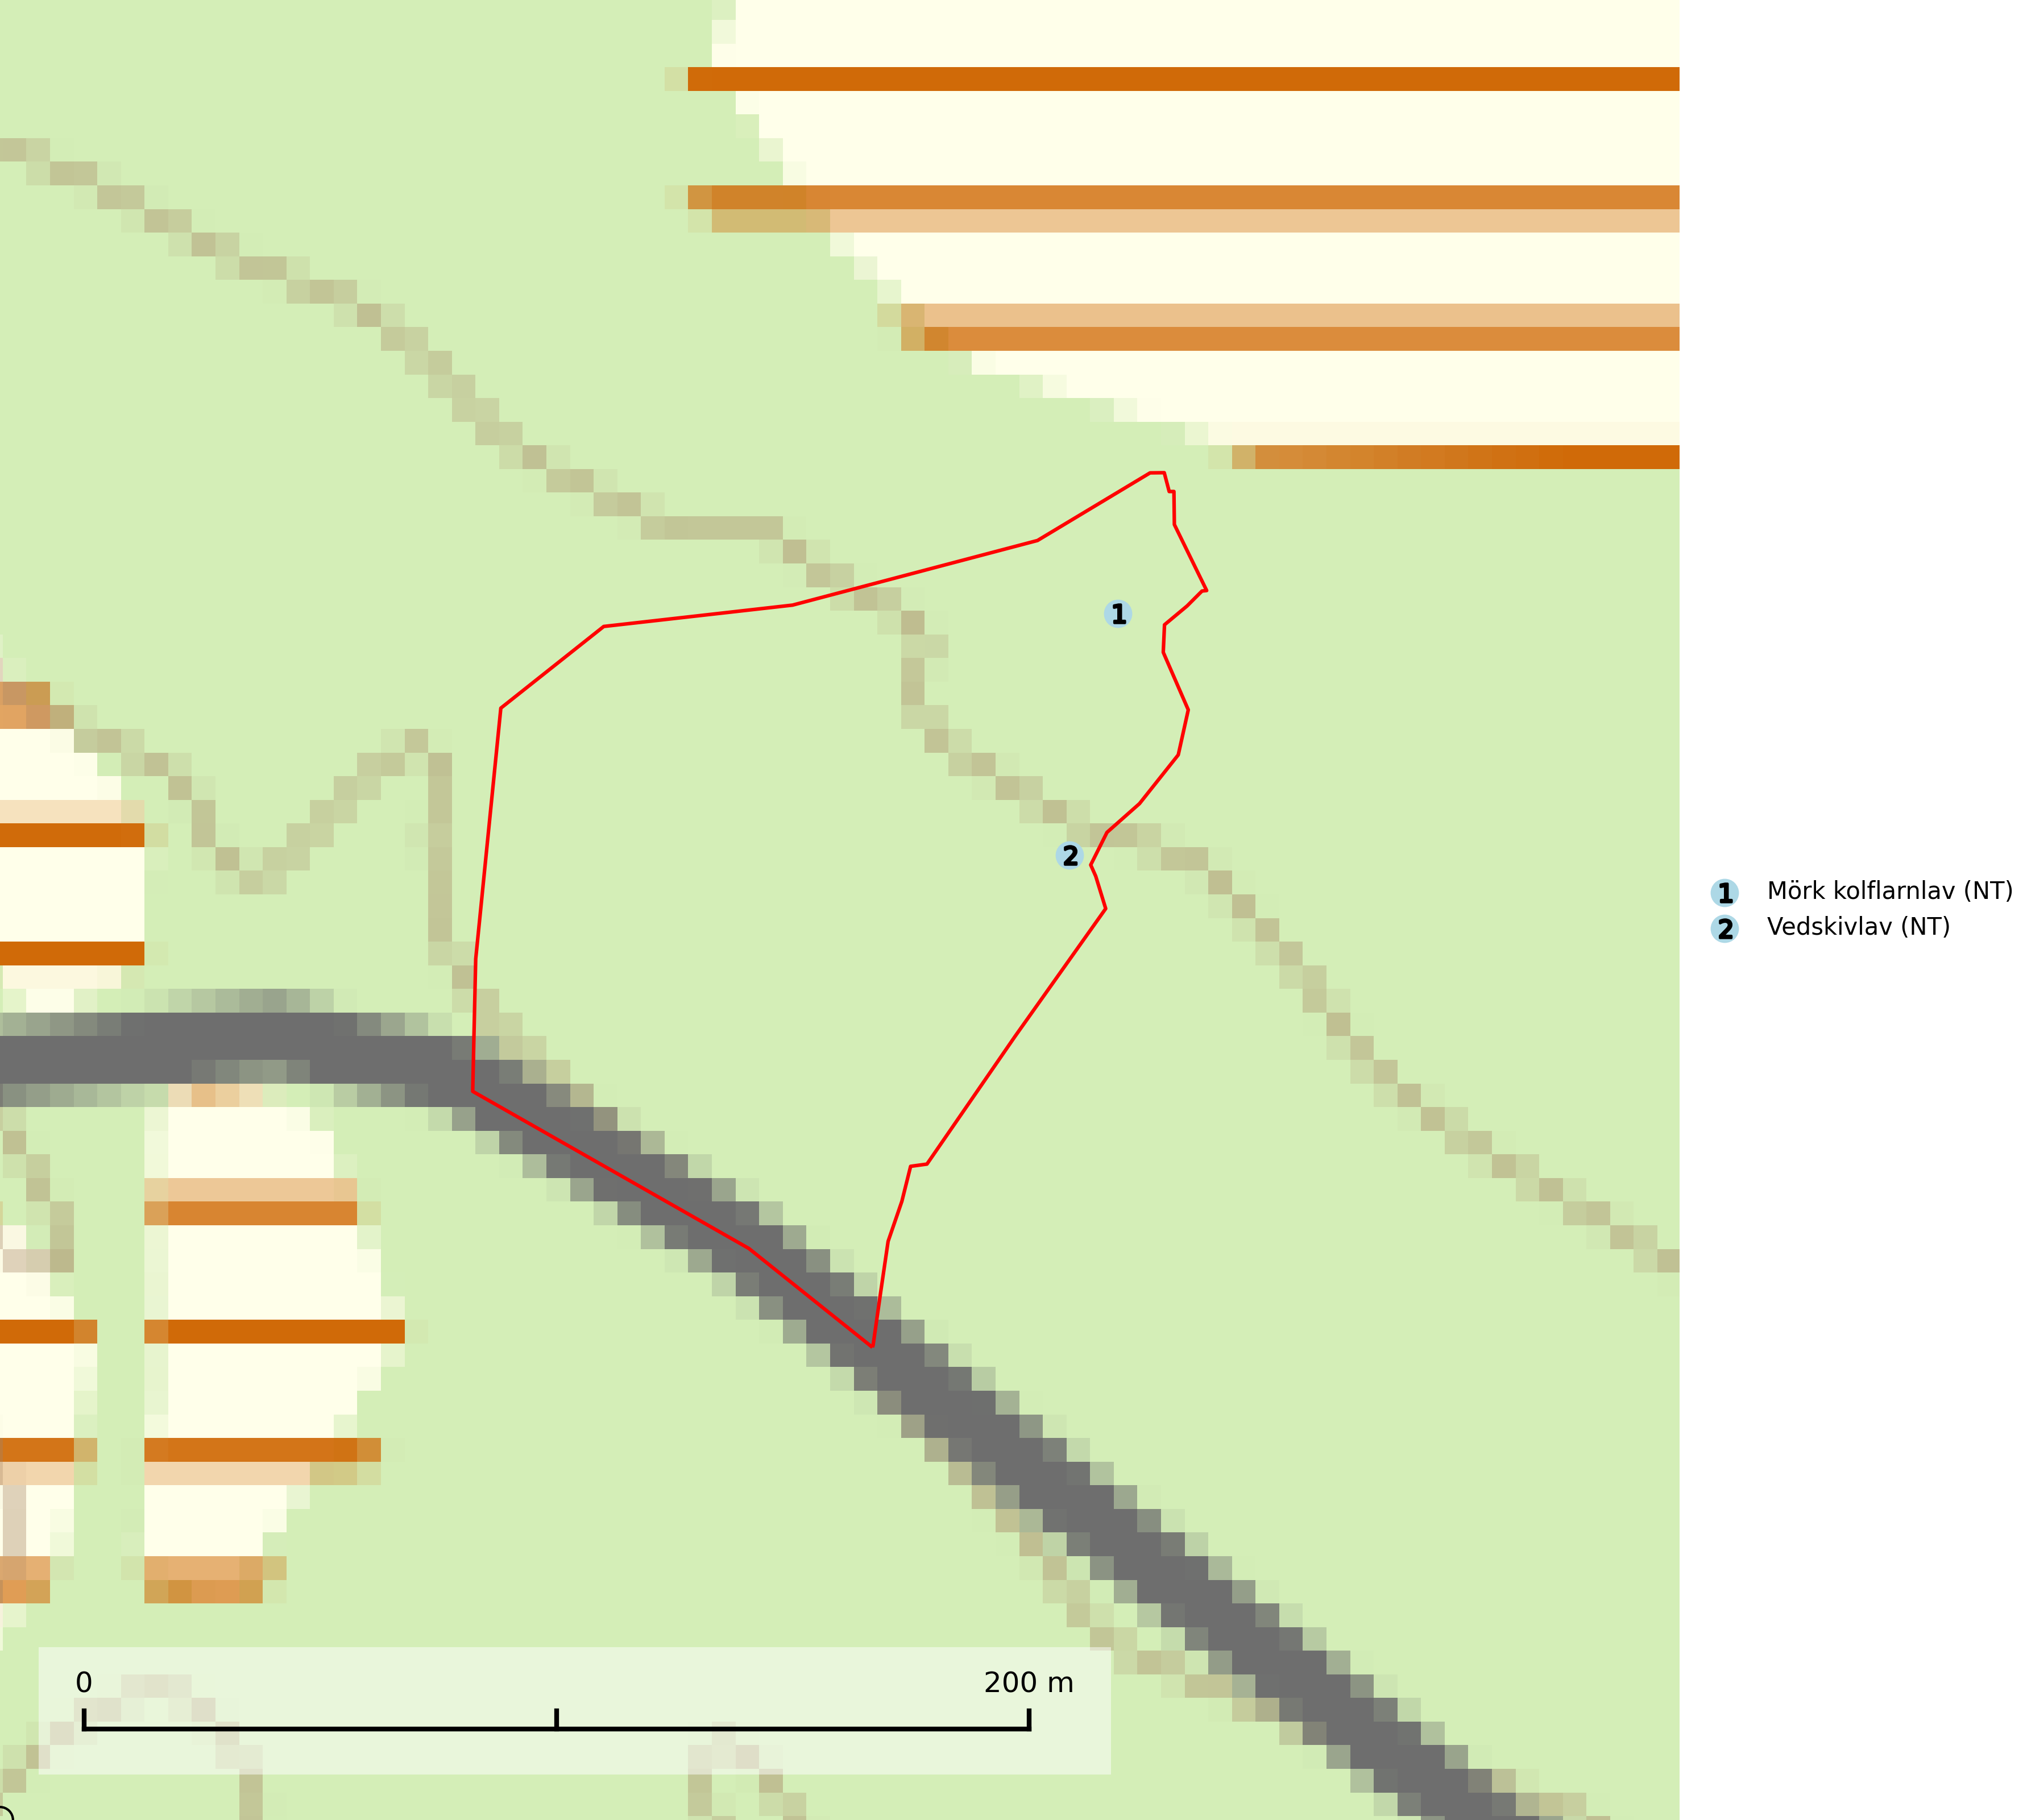 1
2
1 Mörk kolflarnlav (NT)
2 Vedskivlav (NT)
0 200 m